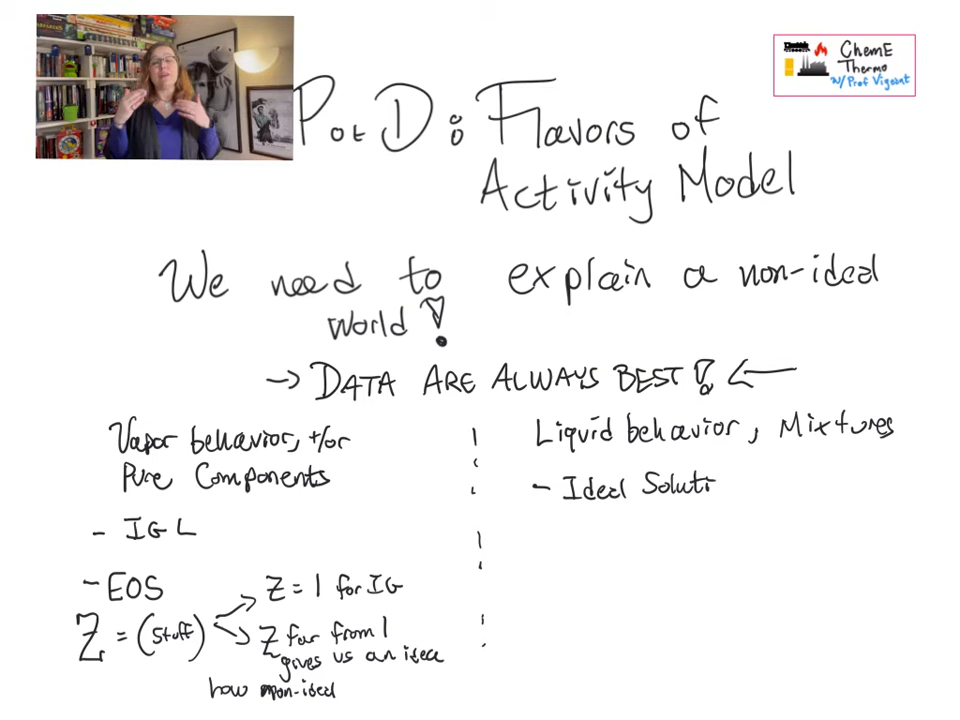 ChemE
Thermo
w/ Prof Vigeant
PotD: Flavors of
Activity Model
We need to explain a non-ideal
world!
→ DATA ARE ALWAYS BEST! ←
Vapor behavior, +/or
Pure Components
- IGL
- EOS
Z = (stuff)
Z = 1 for IG
Z far from 1
gives us an idea
how non-ideal
Liquid behavior, Mixtures
- Ideal Soluti